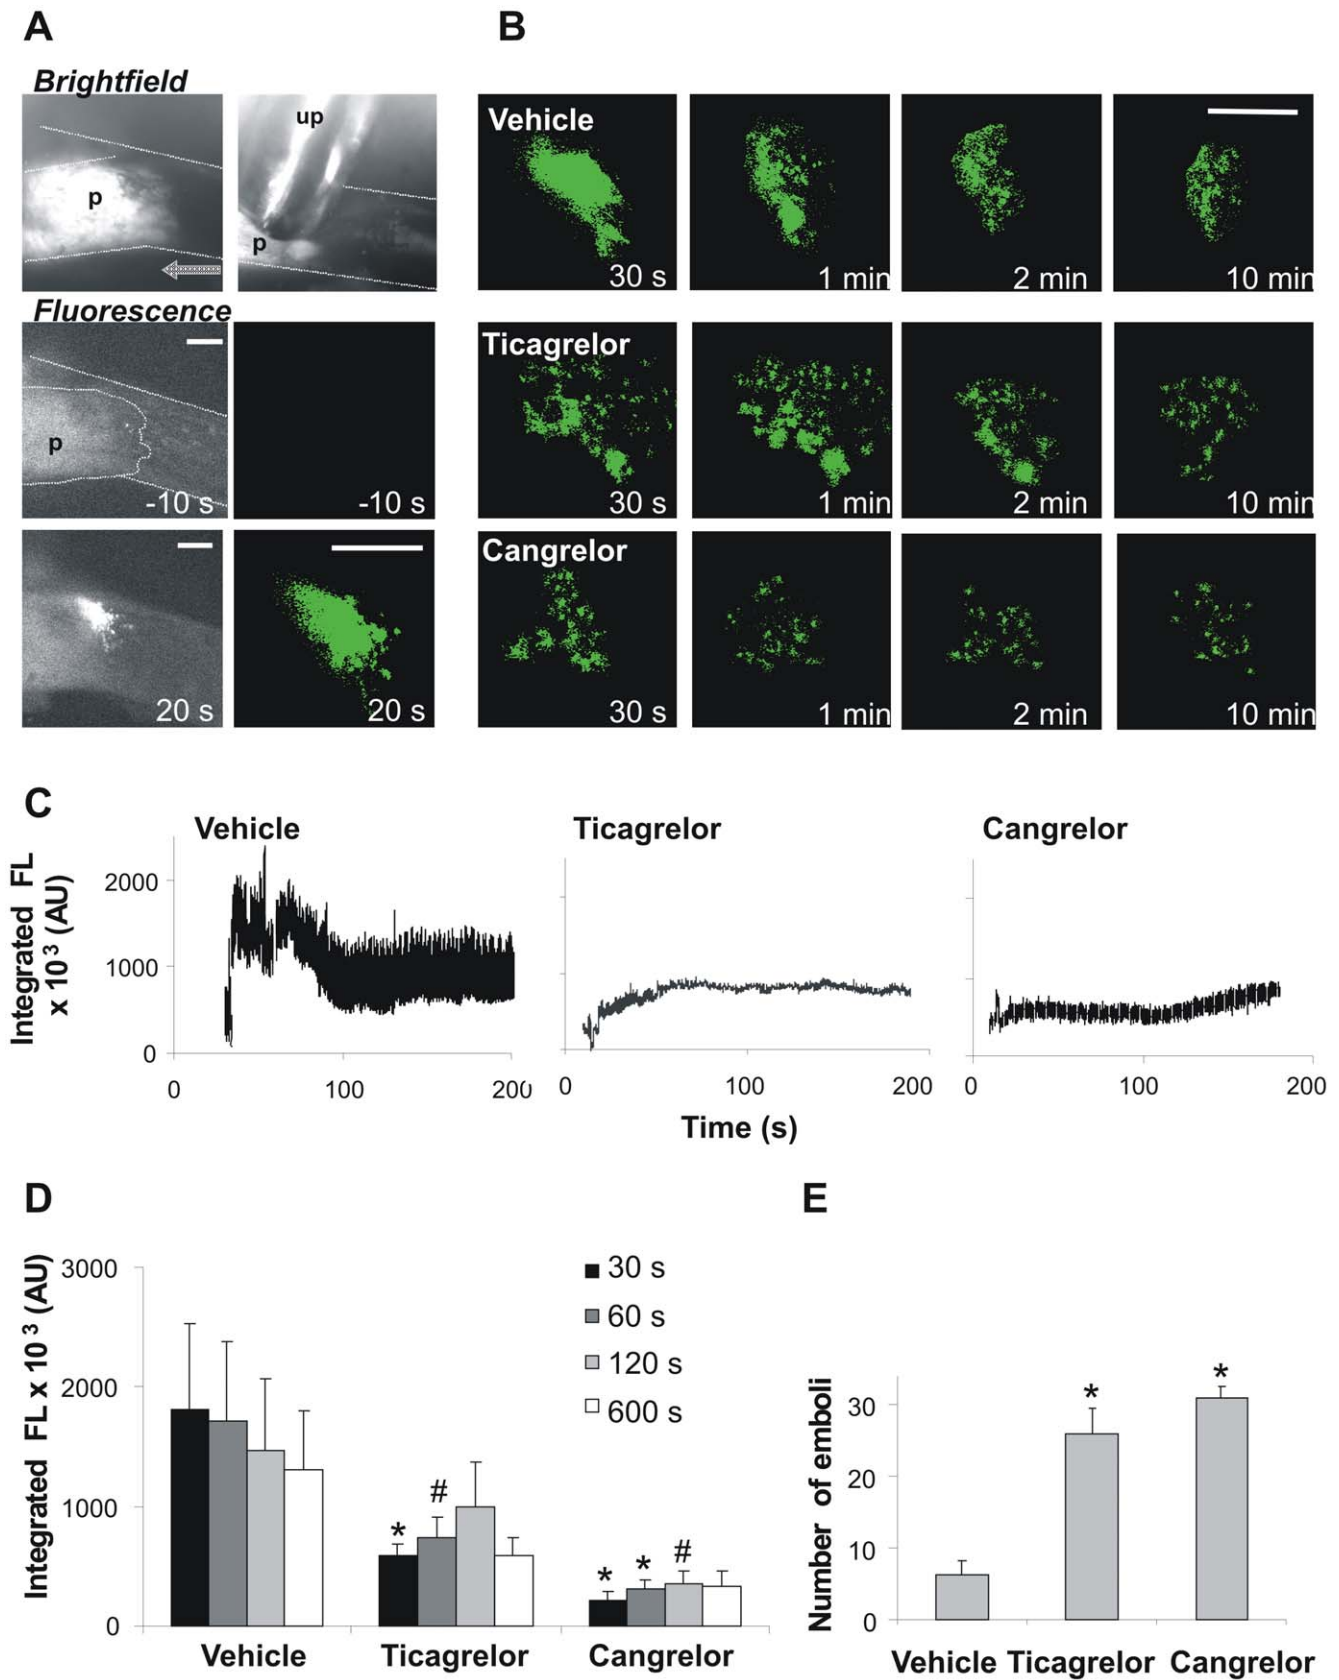 A
B
Brightfield
p
up
p
Fluorescence
p
-10 s
-10 s
20 s
20 s
Vehicle
30 s
1 min
2 min
10 min
Ticagrelor
30 s
1 min
2 min
10 min
Cangrelor
30 s
1 min
2 min
10 min
C
Vehicle
Ticagrelor
Cangrelor
Integrated FL
x 10³ (AU)
2000
1000
0
0
100
200
0
100
200
0
100
200
Time (s)
D
Integrated FL x 10³ (AU)
3000
2000
1000
0
30 s
60 s
120 s
600 s
*
#
*
*
#
Vehicle
Ticagrelor
Cangrelor
E
Number of emboli
30
20
10
0
*
*
Vehicle
Ticagrelor
Cangrelor